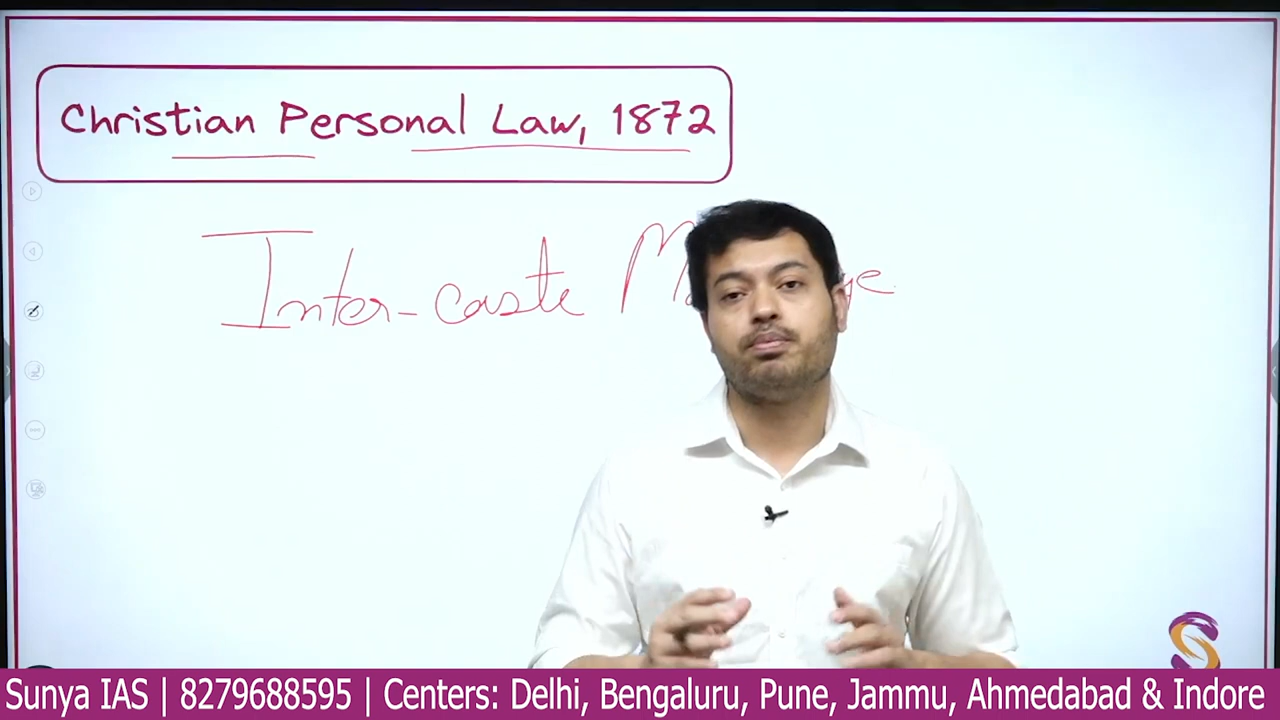 Christian Personal Law, 1872
Inter-caste
Sunya IAS | 8279688595 | Centers: Delhi, Bengaluru, Pune, Jammu, Ahmedabad & Indore